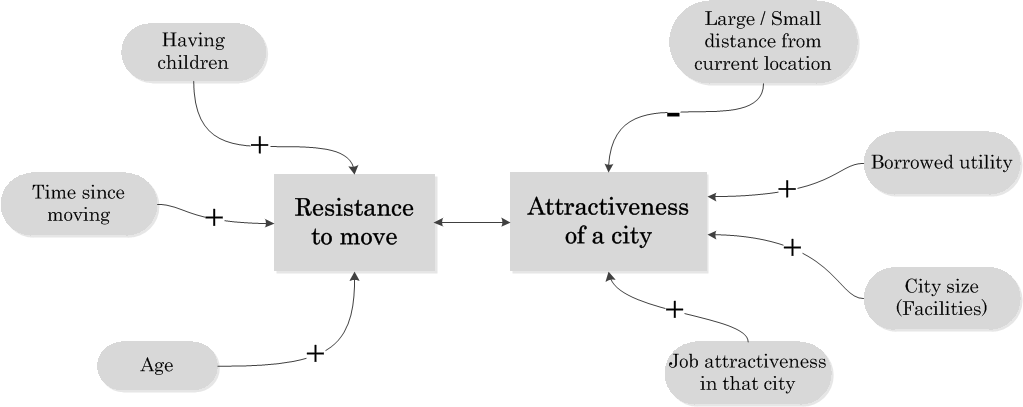 Having
children
Large / Small
distance from
current location
+
-
Time since
moving
+
Resistance
to move
Attractiveness
of a city
+
Borrowed utility
+
City size
(Facilities)
Age
+
+
Job attractiveness
in that city